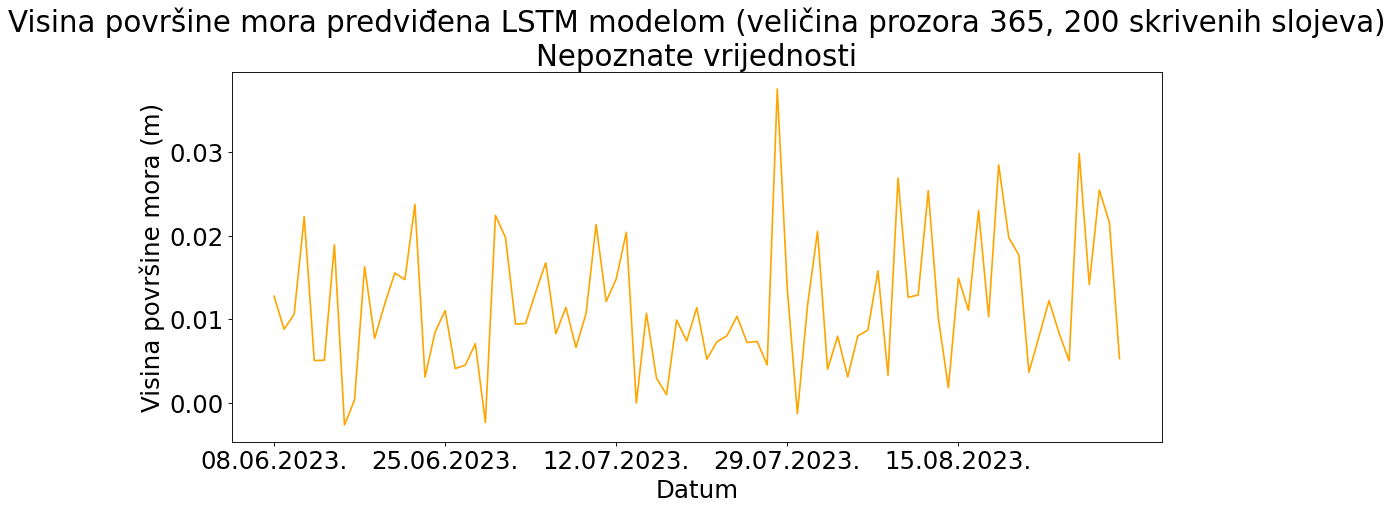 Visina površine mora predviđena LSTM modelom (veličina prozora 365, 200 skrivenih slojeva)
Nepoznate vrijednosti
Visina površine mora (m)
0.03
0.02
0.01
0.00
08.06.2023.
25.06.2023.
12.07.2023.
29.07.2023.
15.08.2023.
Datum